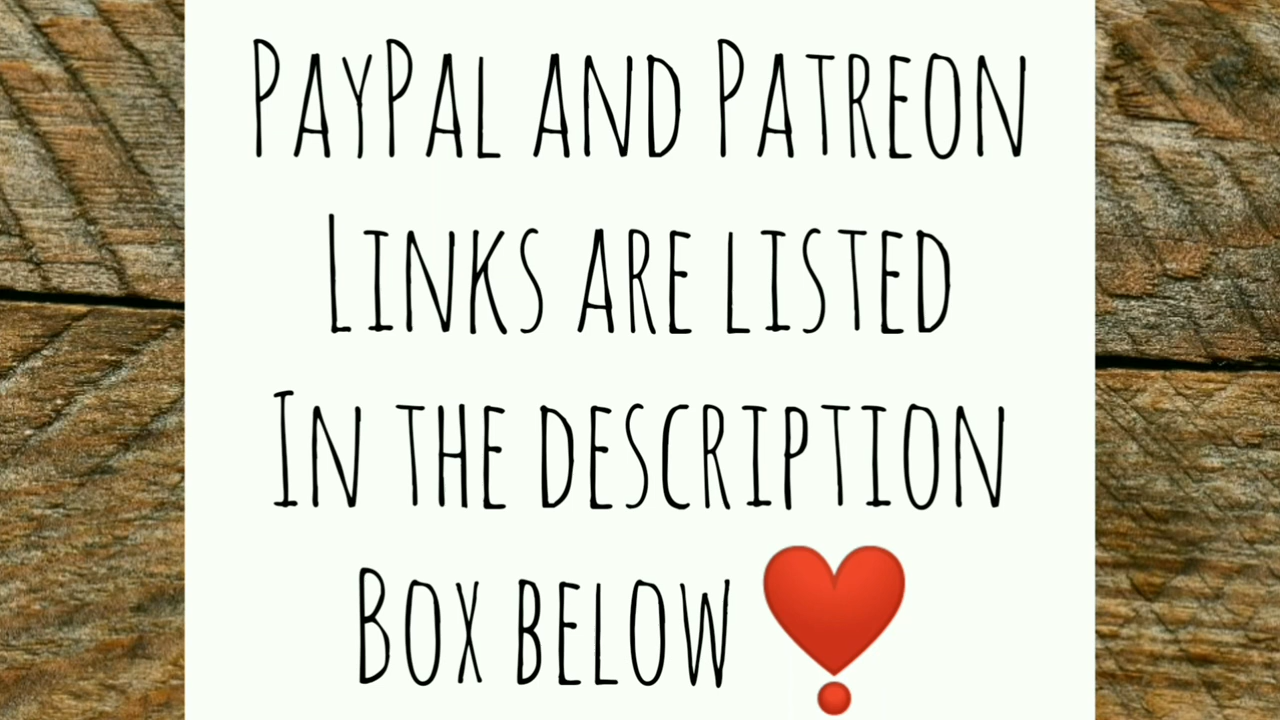 PayPal and Patreon
Links are listed
In the description
Box below ❣️